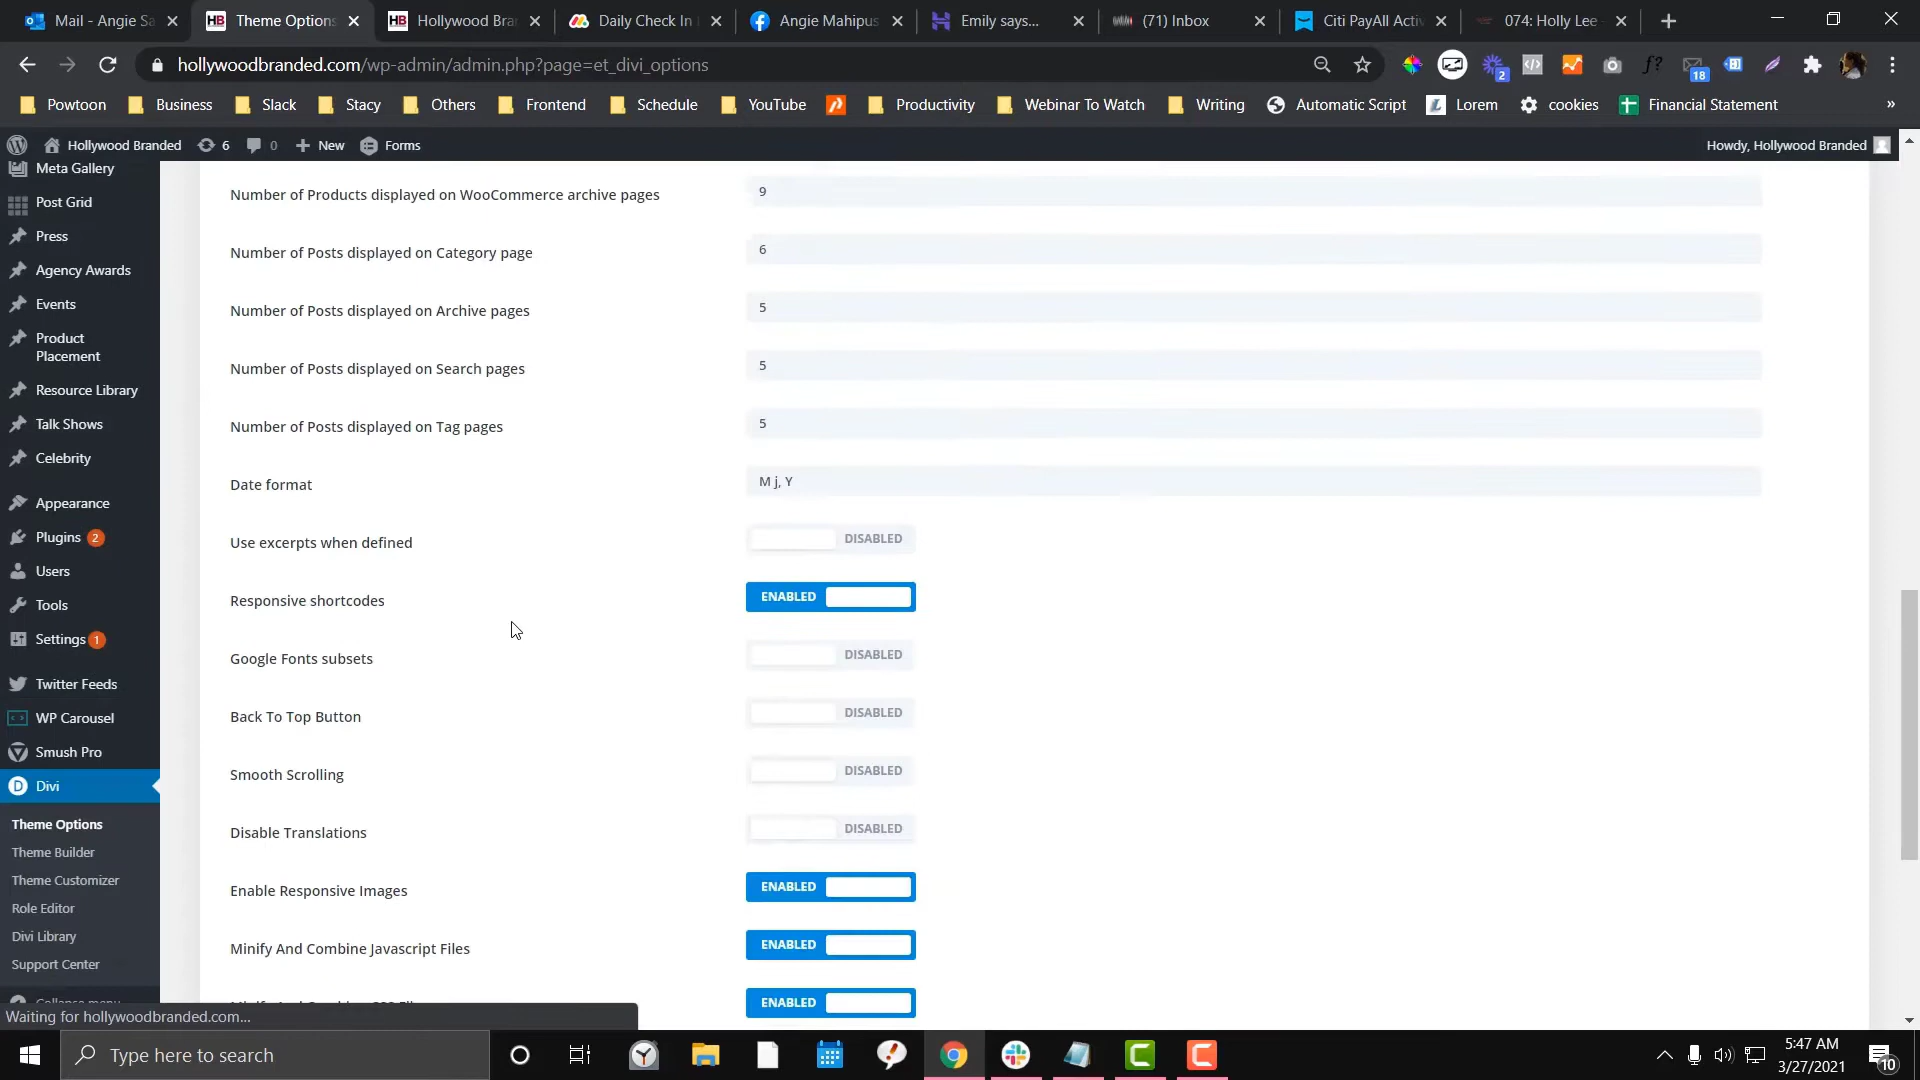 Mail - Angie Sa
Theme Options
Hollywood Bra
Daily Check In
Angie Mahipus
Emily says...
(71) Inbox
Citi PayAll Activ
074: Holly Lee
hollywoodbranded.com/wp-admin/admin.php?page=et_divi_options
2
18
Powtoon
Business
Slack
Stacy
Others
Frontend
Schedule
YouTube
Productivity
Webinar To Watch
Writing
Automatic Script
Lorem
cookies
Financial Statement
»
Hollywood Branded
6
0
New
Forms
Howdy, Hollywood Branded
Meta Gallery
Post Grid
Press
Agency Awards
Events
Product
Placement
Resource Library
Talk Shows
Celebrity
Appearance
Plugins 2
Users
Tools
Settings 1
Twitter Feeds
WP Carousel
Smush Pro
Divi
Theme Options
Theme Builder
Theme Customizer
Role Editor
Divi Library
Support Center
Collapse menu
Number of Products displayed on WooCommerce archive pages 9
Number of Posts displayed on Category page 6
Number of Posts displayed on Archive pages 5
Number of Posts displayed on Search pages 5
Number of Posts displayed on Tag pages 5
Date format M j, Y
Use excerpts when defined DISABLED
Responsive shortcodes ENABLED
Google Fonts subsets DISABLED
Back To Top Button DISABLED
Smooth Scrolling DISABLED
Disable Translations DISABLED
Enable Responsive Images ENABLED
Minify And Combine Javascript Files ENABLED
ENABLED
Waiting for hollywoodbranded.com...
Type here to search
5:47 AM
3/27/2021
10